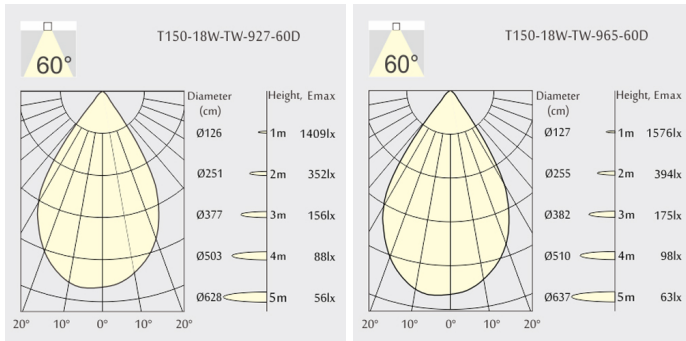 T150-18W-TW-927-60D
60°
Diameter Height, Emax
(cm)
Ø126 1m 1409lx
Ø251 2m 352lx
Ø377 3m 156lx
Ø503 4m 88lx
Ø628 5m 56lx
20° 10° 0° 10° 20°
T150-18W-TW-965-60D
60°
Diameter Height, Emax
(cm)
Ø127 1m 1576lx
Ø255 2m 394lx
Ø382 3m 175lx
Ø510 4m 98lx
Ø637 5m 63lx
20° 10° 0° 10° 20°